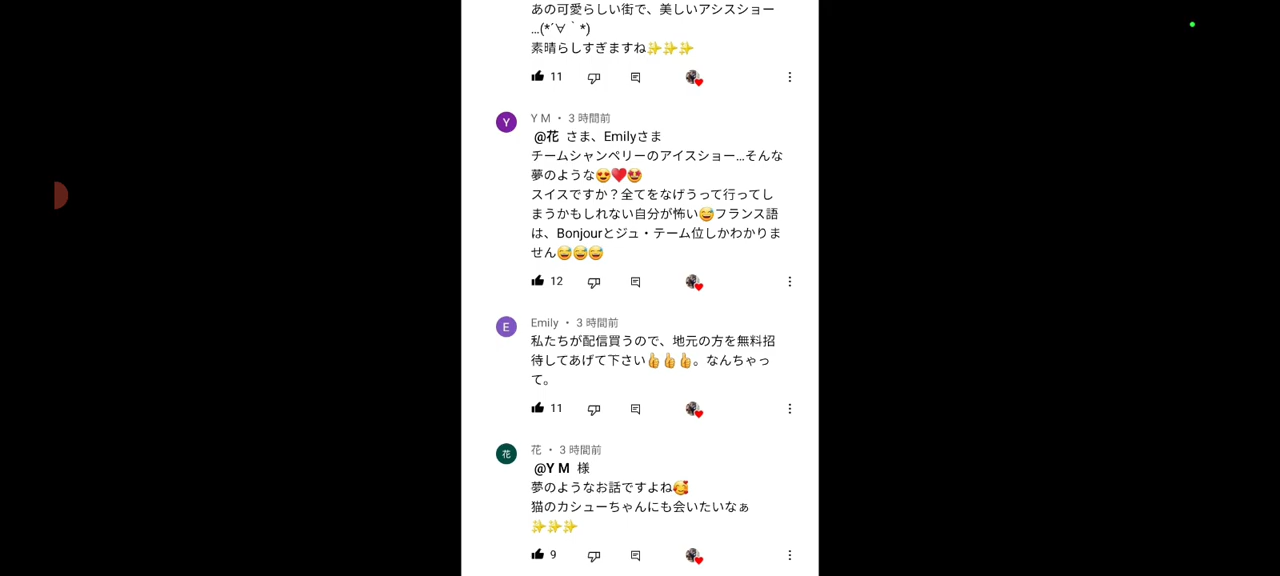 あの可愛らしい街で、美しいアシスショー
…(*´∀｀*)
素晴らしすぎますね✨✨✨
11
Y
Y M ・ 3 時間前
@花 さま、Emilyさま
チームシャンペリーのアイスショー…そんな
夢のような😍♥️🤩
スイスですか？全てをなげうって行ってし
まうかもしれない自分が怖い😅フランス語
は、Bonjourとジュ・テーム位しかわかりま
せん😅😅😅
12
E
Emily ・ 3 時間前
私たちが配信買うので、地元の方を無料招
待してあげて下さい👍👍👍。なんちゃっ
て。
11
花
花 ・ 3 時間前
@Y M 様
夢のようなお話ですよね🥰
猫のカシューちゃんにも会いたいなぁ
✨✨✨
9